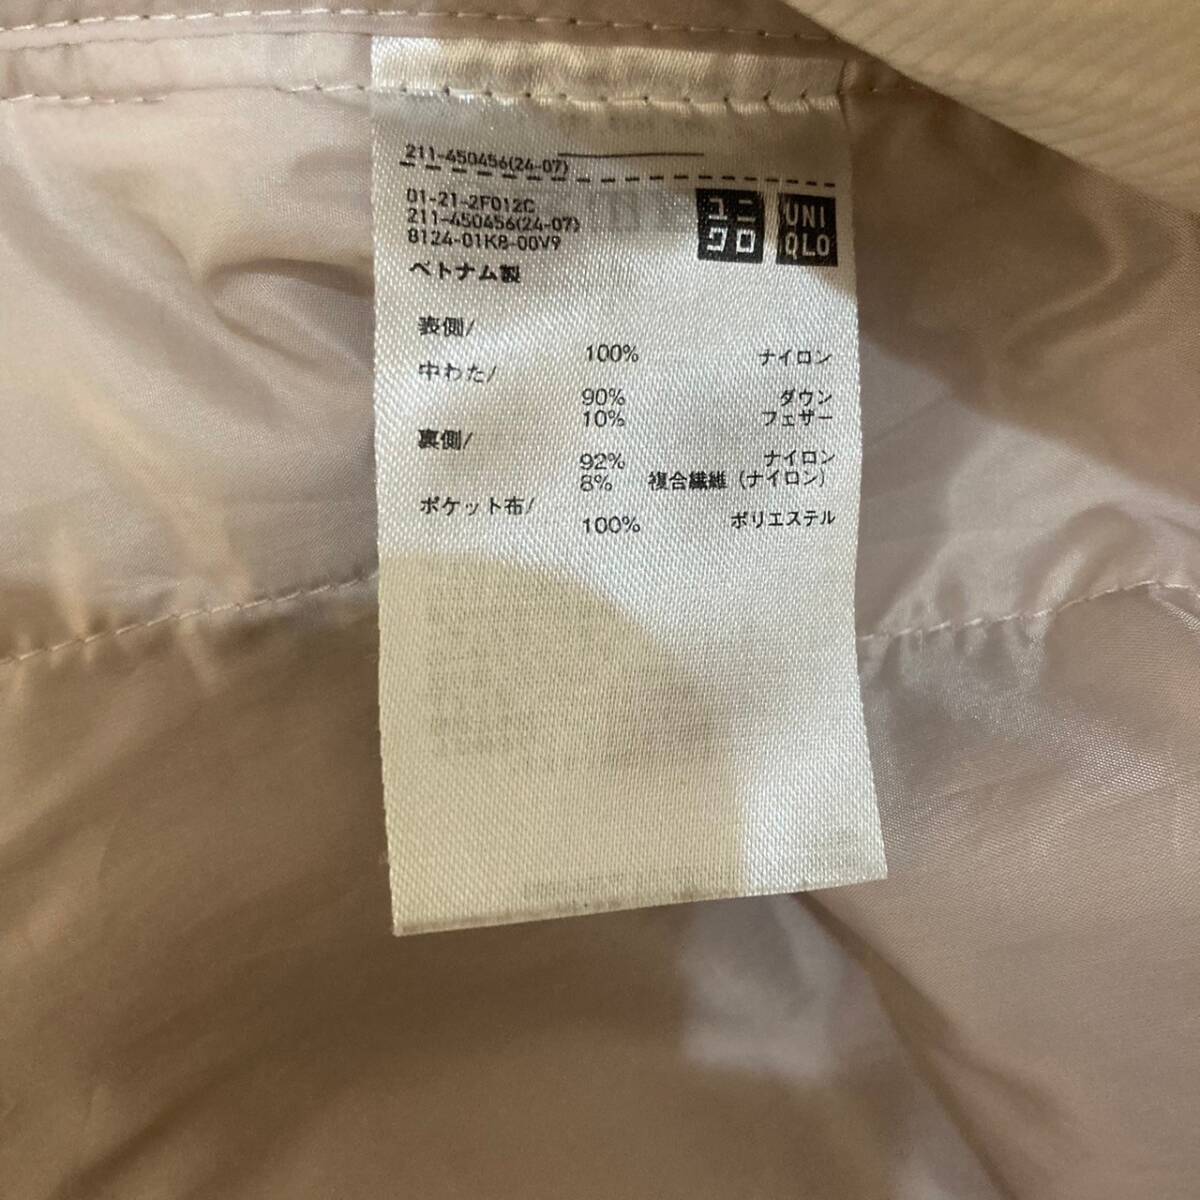 211-450456(24-07)
01-21-2F012C
211-450456(24-07)
8124-01K8-00V9
ユニクロ
UNIQLO
ベトナム製
表側/
100% ナイロン
中わた/
90% ダウン
10% フェザー
裏側/
92% ナイロン
8% 複合繊維(ナイロン)
ポケット布/
100% ポリエステル